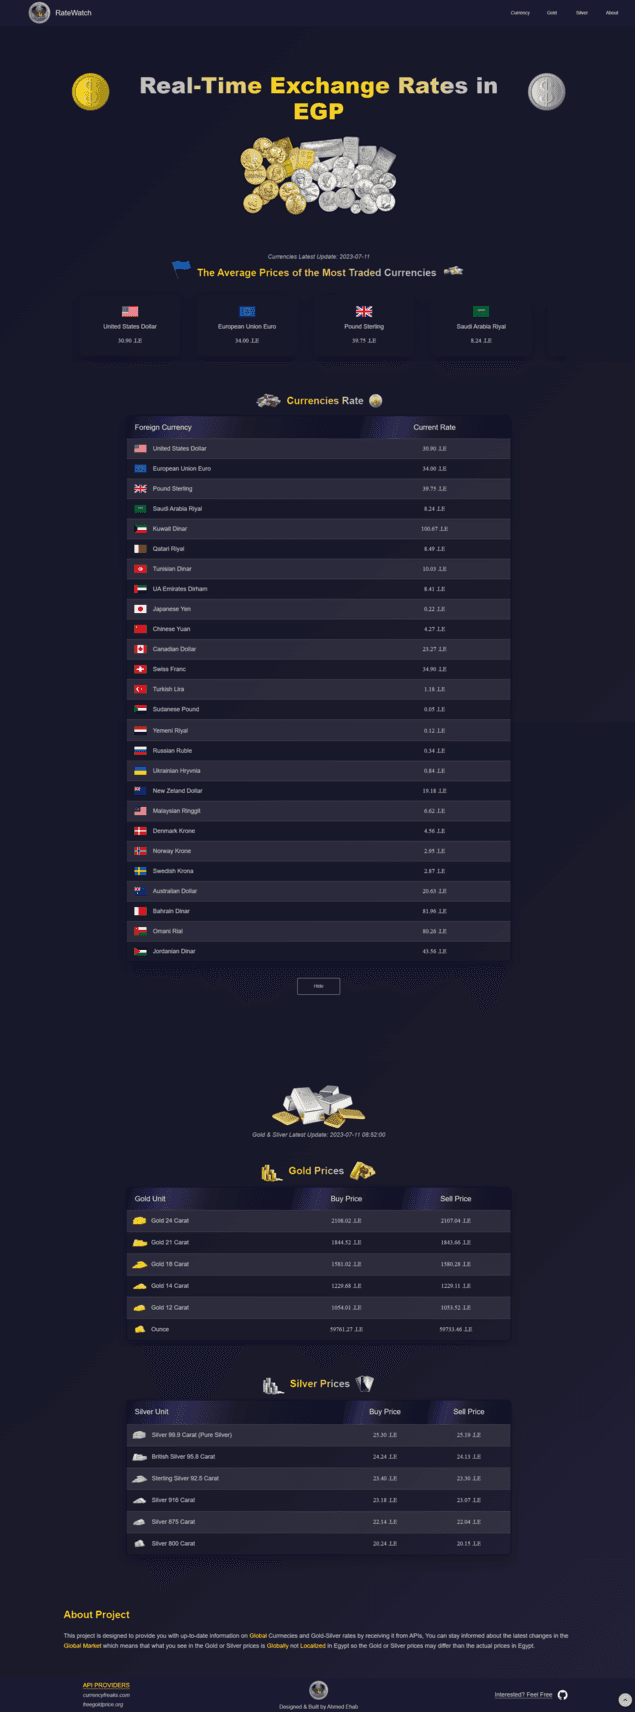 RateWatch
Currency Gold Silver About
Real-Time Exchange Rates in
EGP
Currencies Latest Update: 2023-07-11
The Average Prices of the Most Traded Currencies
United States Dollar
30.90 .LE
European Union Euro
34.00 .LE
Pound Sterling
39.75 .LE
Saudi Arabia Riyal
8.24 .LE
Currencies Rate
Foreign Currency Current Rate
United States Dollar 30.90 .LE
European Union Euro 34.00 .LE
Pound Sterling 39.75 .LE
Saudi Arabia Riyal 8.24 .LE
Kuwait Dinar 100.67 .LE
Qatari Riyal 8.49 .LE
Tunisian Dinar 10.03 .LE
UA Emirates Dirham 8.41 .LE
Japanese Yen 0.22 .LE
Chinese Yuan 4.27 .LE
Canadian Dollar 23.27 .LE
Swiss Franc 34.90 .LE
Turkish Lira 1.18 .LE
Sudanese Pound 0.05 .LE
Yemeni Riyal 0.12 .LE
Russian Ruble 0.34 .LE
Ukrainian Hryvnia 0.84 .LE
New Zeland Dollar 19.18 .LE
Malaysian Ringgit 6.62 .LE
Denmark Krone 4.56 .LE
Norway Krone 2.95 .LE
Swedish Krona 2.87 .LE
Australian Dollar 20.63 .LE
Bahrain Dinar 81.96 .LE
Omani Rial 80.26 .LE
Jordanian Dinar 43.56 .LE
Hide
Gold & Sliver Latest Update: 2023-07-11 08:52:00
Gold Prices
Gold Unit Buy Price Sell Price
Gold 24 Carat 2108.02 .LE 2107.04 .LE
Gold 21 Carat 1844.52 .LE 1843.66 .LE
Gold 18 Carat 1581.02 .LE 1580.28 .LE
Gold 14 Carat 1229.68 .LE 1229.11 .LE
Gold 12 Carat 1054.01 .LE 1053.52 .LE
Ounce 59761.27 .LE 59733.46 .LE
Silver Prices
Silver Unit Buy Price Sell Price
Silver 99.9 Carat (Pure Silver) 25.30 .LE 25.19 .LE
British Silver 95.8 Carat 24.24 .LE 24.13 .LE
Sterling Silver 92.5 Carat 23.40 .LE 23.30 .LE
Silver 916 Carat 23.18 .LE 23.07 .LE
Silver 875 Carat 22.14 .LE 22.04 .LE
Silver 800 Carat 20.24 .LE 20.15 .LE
About Project
This project is designed to provide you with up-to-date information on Global Currnecies and Gold-Silver rates by receiving it from APIs, You can stay informed about the latest changes in the
Global Market which means that what you see in the Gold or Silver prices is Globally not Localized in Egypt so the Gold or Silver prices may differ than the actual prices in Egypt.
API PROVIDERS
currencyfreaks.com
freegoldprice.org
Designed & Built by Ahmed Ehab
Interested? Feel Free